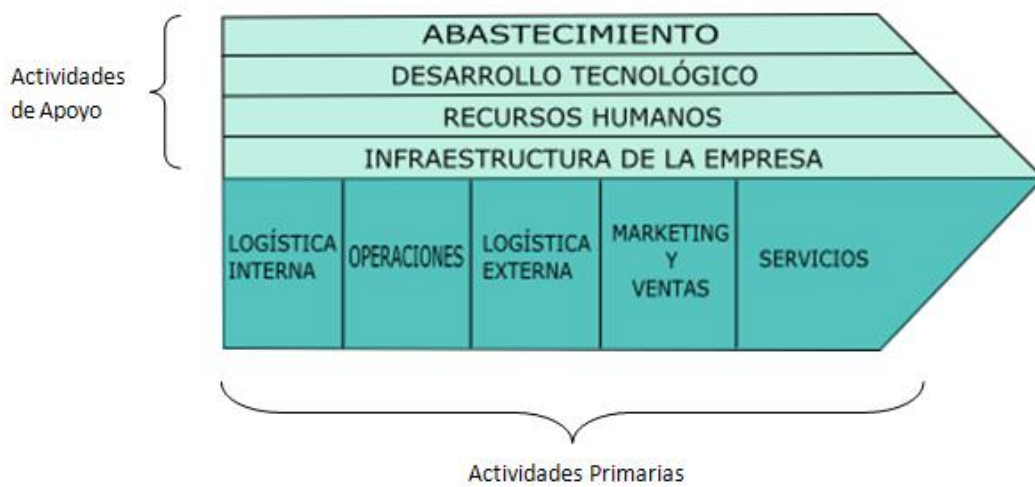 ABASTECIMIENTO
Actividades
de Apoyo
DESARROLLO TECNOLÓGICO
RECURSOS HUMANOS
INFRAESTRUCTURA DE LA EMPRESA
LOGÍSTICA
INTERNA
OPERACIONES
LOGÍSTICA
EXTERNA
MARKETING
Y
VENTAS
SERVICIOS
Actividades Primarias